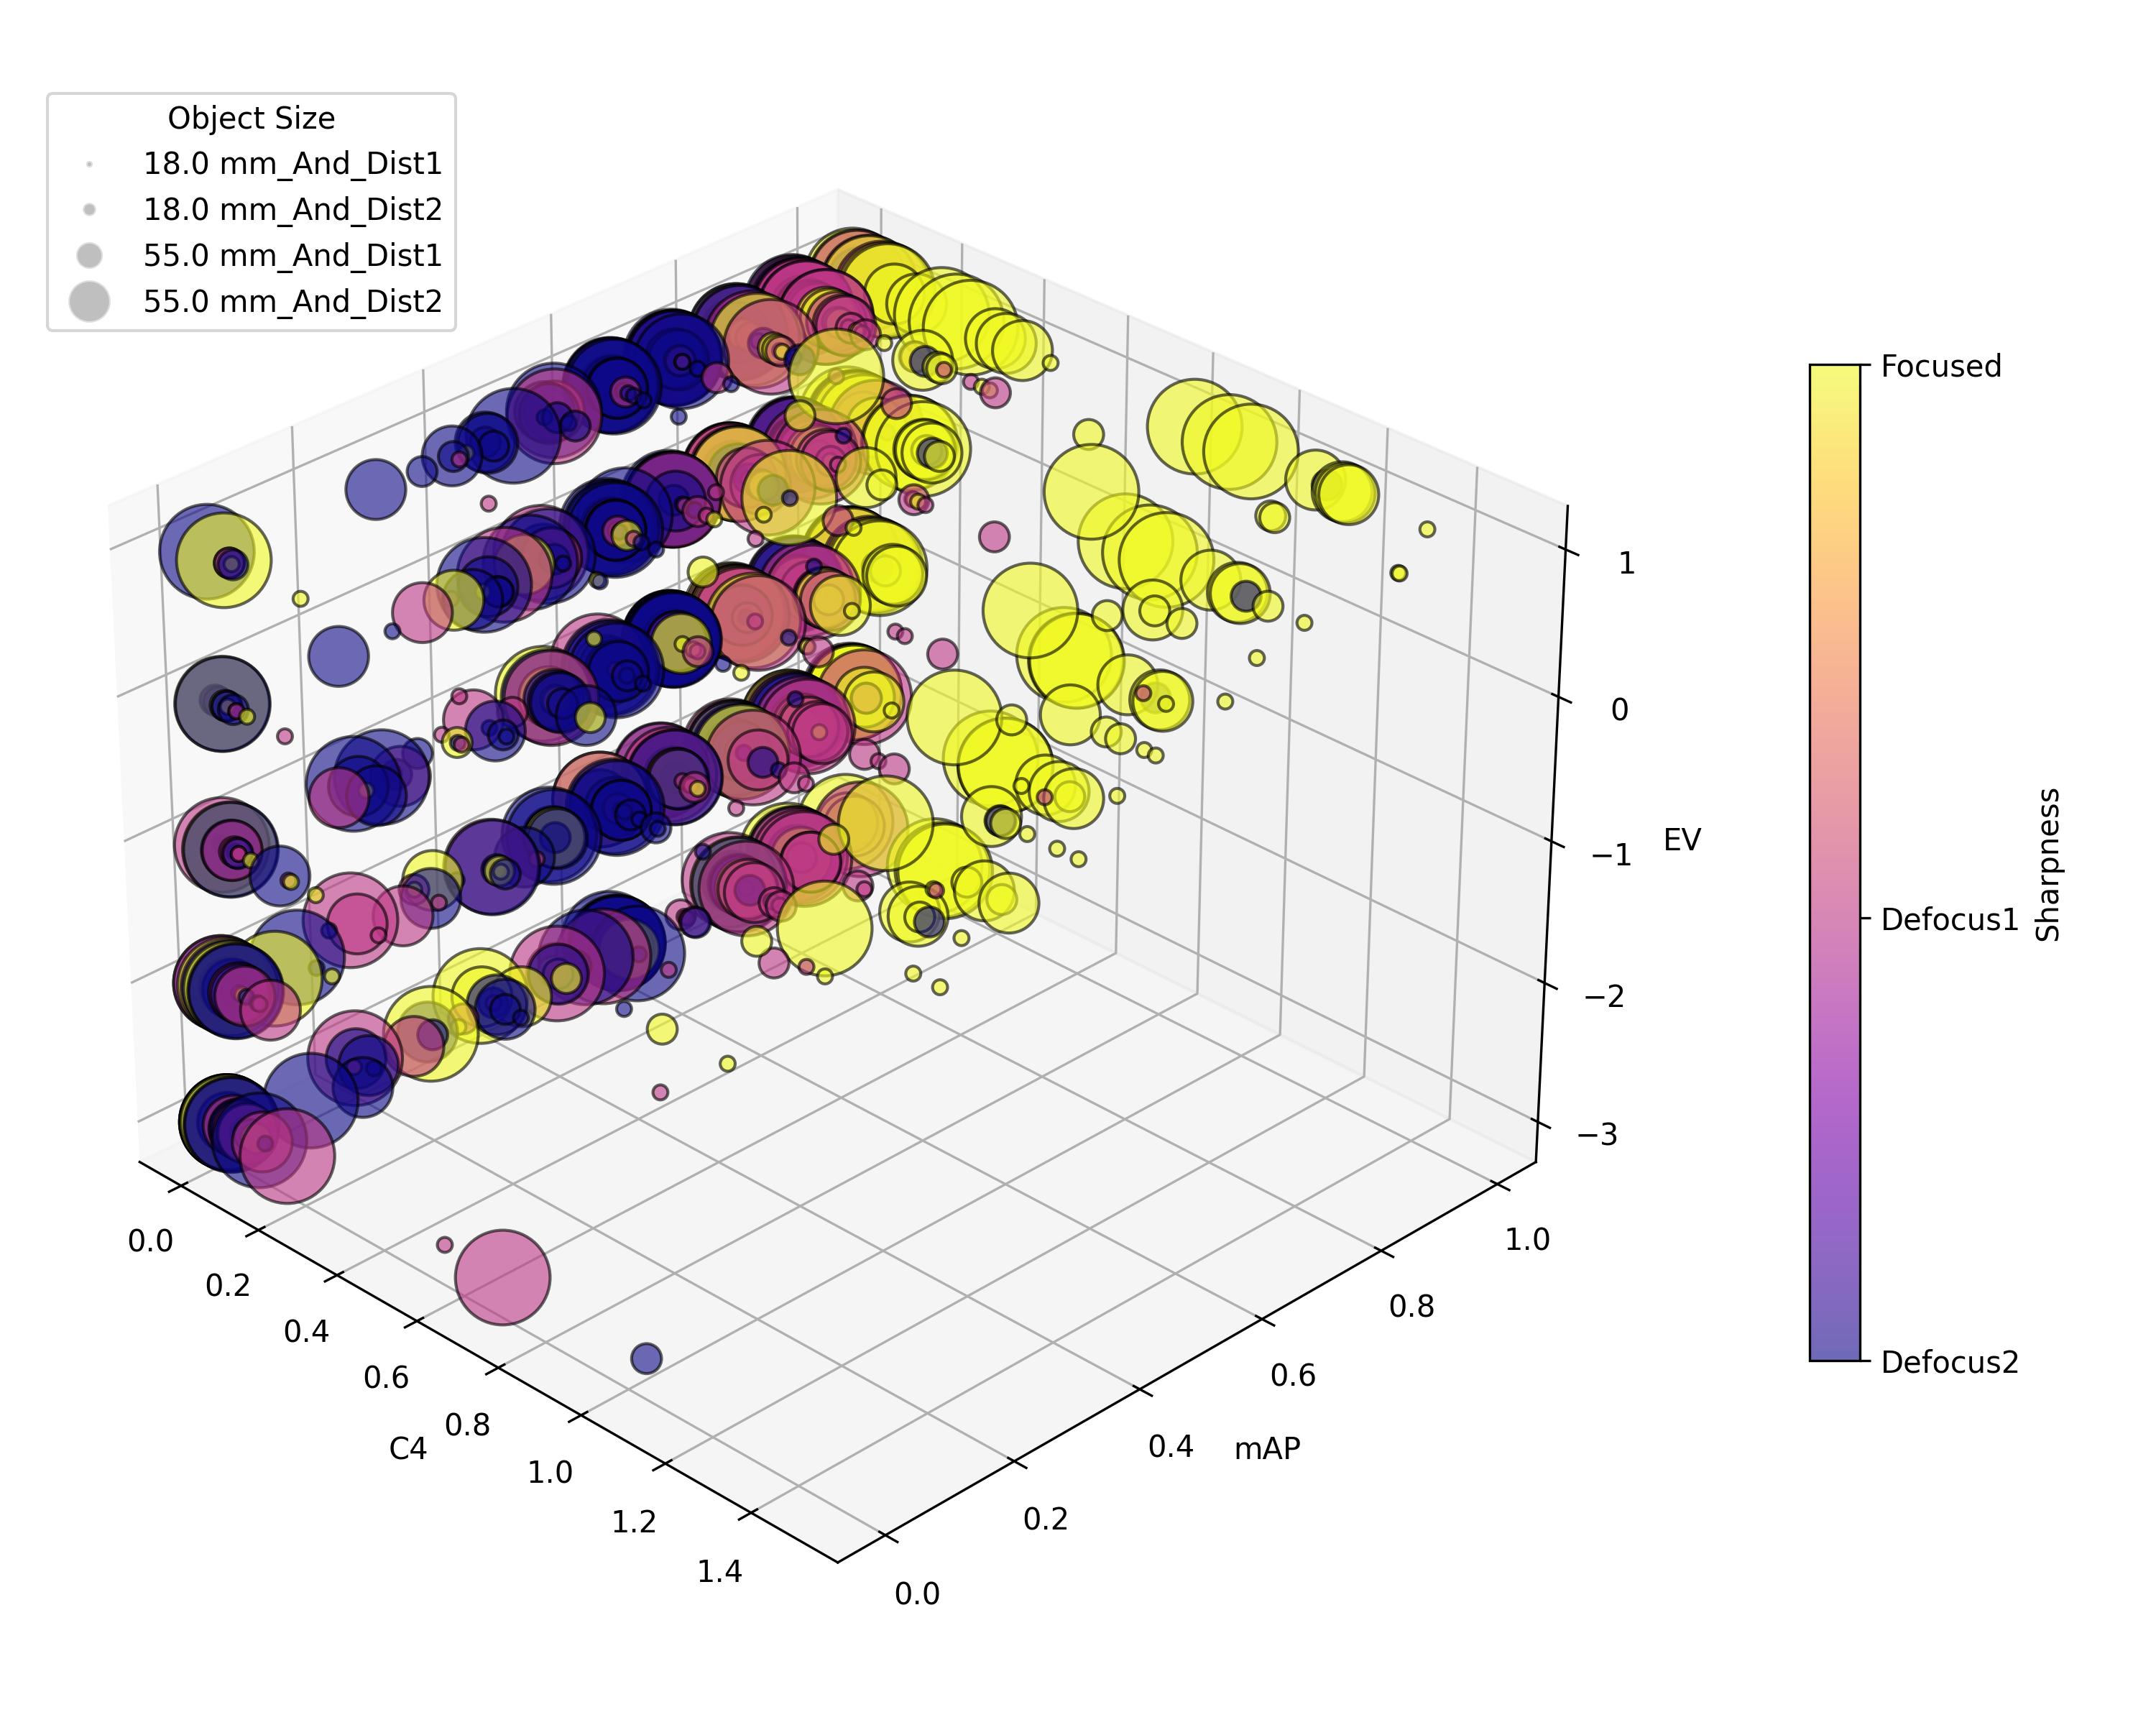 Object Size
18.0 mm_And_Dist1
18.0 mm_And_Dist2
55.0 mm_And_Dist1
55.0 mm_And_Dist2
Focused
Defocus1
Defocus2
Sharpness
1
0
−1
−2
−3
EV
0.0
0.2
0.4
0.6
0.8
1.0
1.2
1.4
C4
0.0
0.2
0.4
0.6
0.8
1.0
mAP